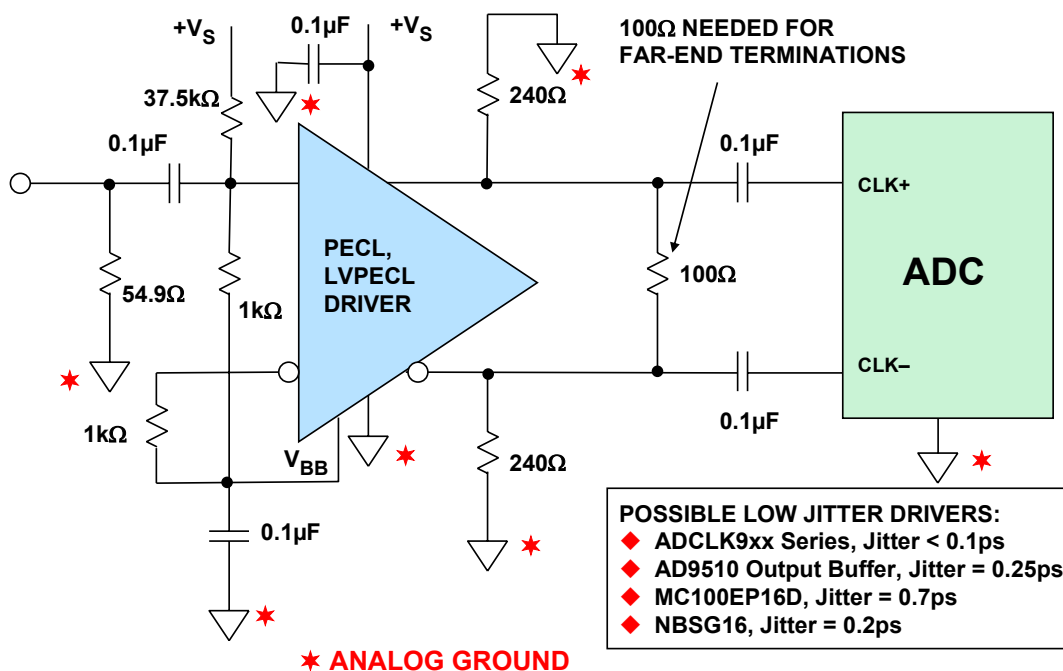 +VS
0.1µF
+VS
100Ω NEEDED FOR
FAR-END TERMINATIONS
37.5kΩ
240Ω
0.1µF
0.1µF
CLK+
PECL,
LVPECL
DRIVER
54.9Ω
1kΩ
100Ω
ADC
CLK–
1kΩ
0.1µF
VBB
240Ω
0.1µF
POSSIBLE LOW JITTER DRIVERS:
ADCLK9xx Series, Jitter < 0.1ps
AD9510 Output Buffer, Jitter = 0.25ps
MC100EP16D, Jitter = 0.7ps
NBSG16, Jitter = 0.2ps
ANALOG GROUND